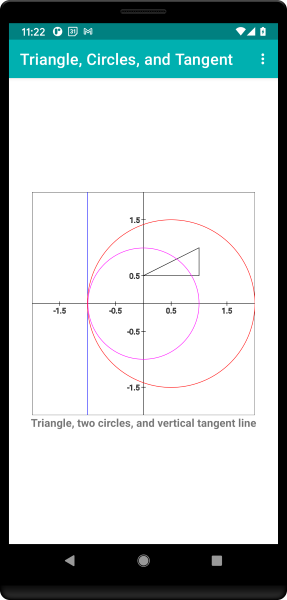 11:22 31
Triangle, Circles, and Tangent
1.5
0.5
-1.5 -0.5 0.5 1.5
-0.5
-1.5
Triangle, two circles, and vertical tangent line